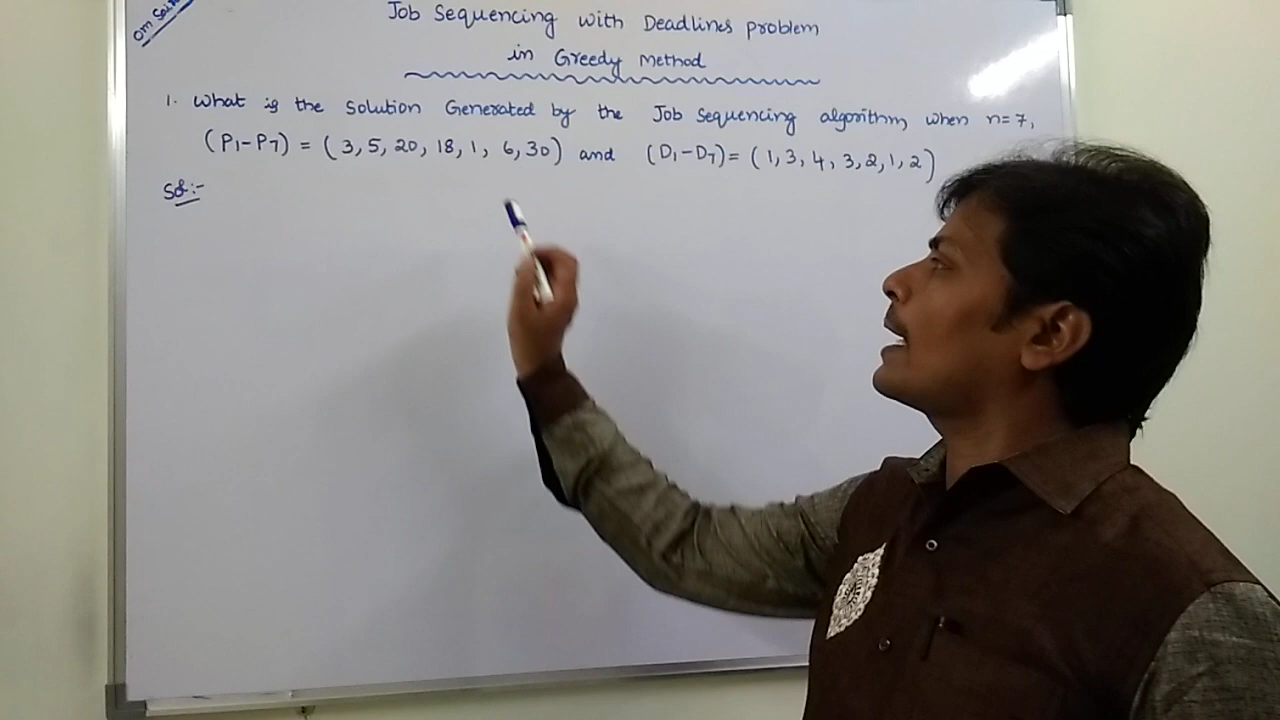 Om Sai
Job Sequencing with Deadlines problem
in Greedy Method
1. What is the Solution Generated by the Job Sequencing algorithm, when n=7,
(P1-P7) = (3, 5, 20, 18, 1, 6, 30) and (D1-D7)= (1, 3, 4, 3, 2, 1, 2)
Sol:-